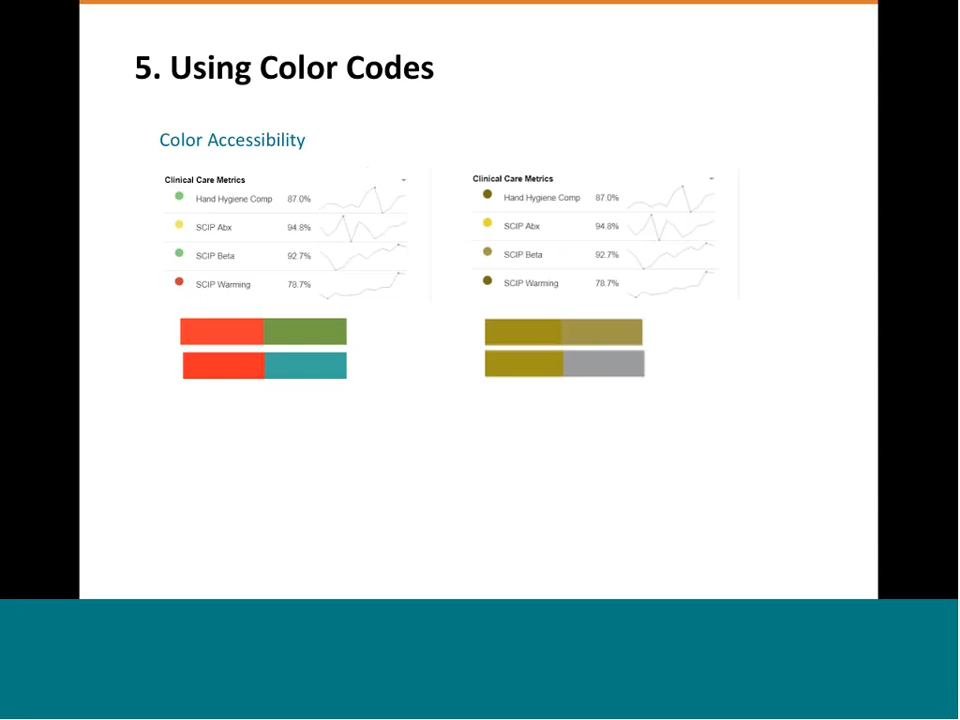 5. Using Color Codes
Color Accessibility
Clinical Care Metrics
Hand Hygiene Comp 87.0%
SCIP Abx 94.8%
SCIP Beta 92.7%
SCIP Warming 78.7%
Clinical Care Metrics
Hand Hygiene Comp 87.0%
SCIP Abx 94.8%
SCIP Beta 92.7%
SCIP Warming 78.7%